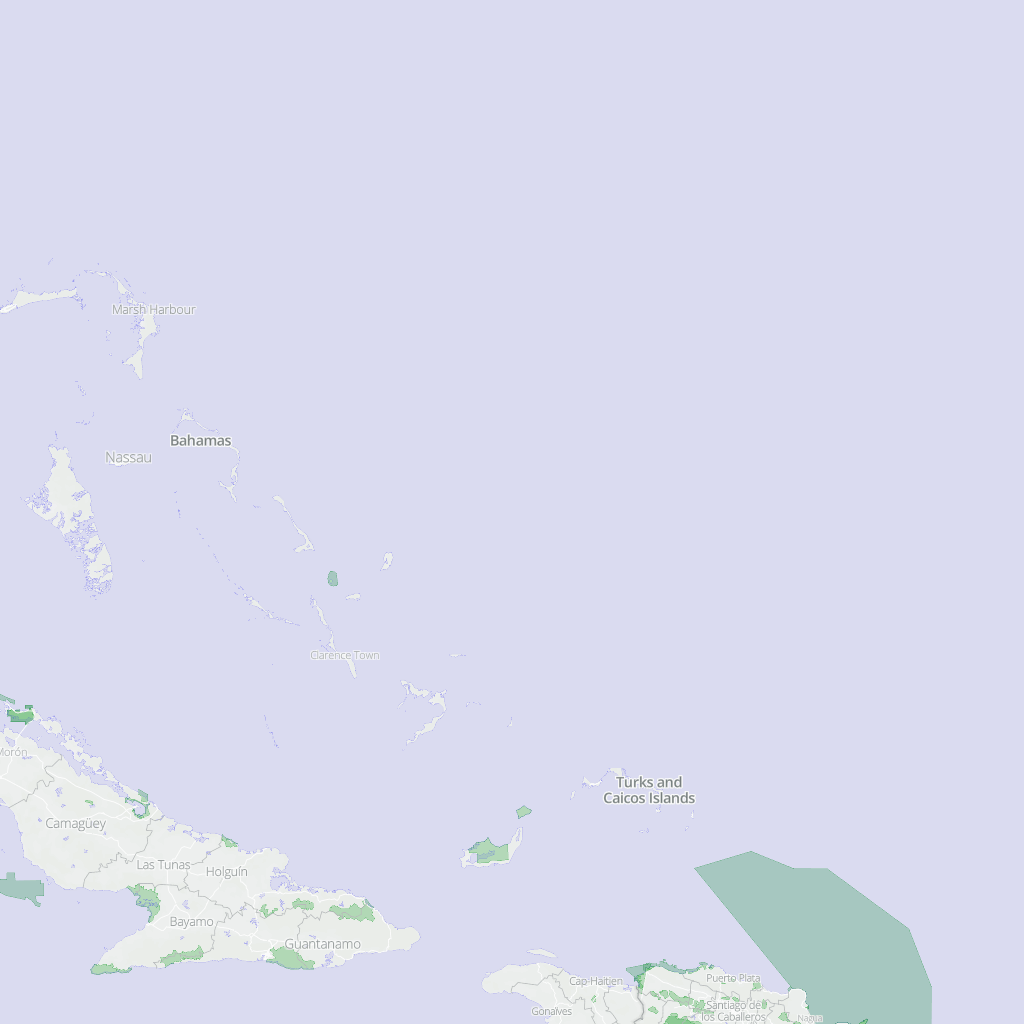 Marsh Harbour
Bahamas
Nassau
Clarence Town
Morón
Turks and
Caicos Islands
Camagüey
Las Tunas
Holguín
Bayamo
Guantanamo
Cap-Haïtien
Puerto Plata
Gonaïves
Santiago de
los Caballeros
Nagua